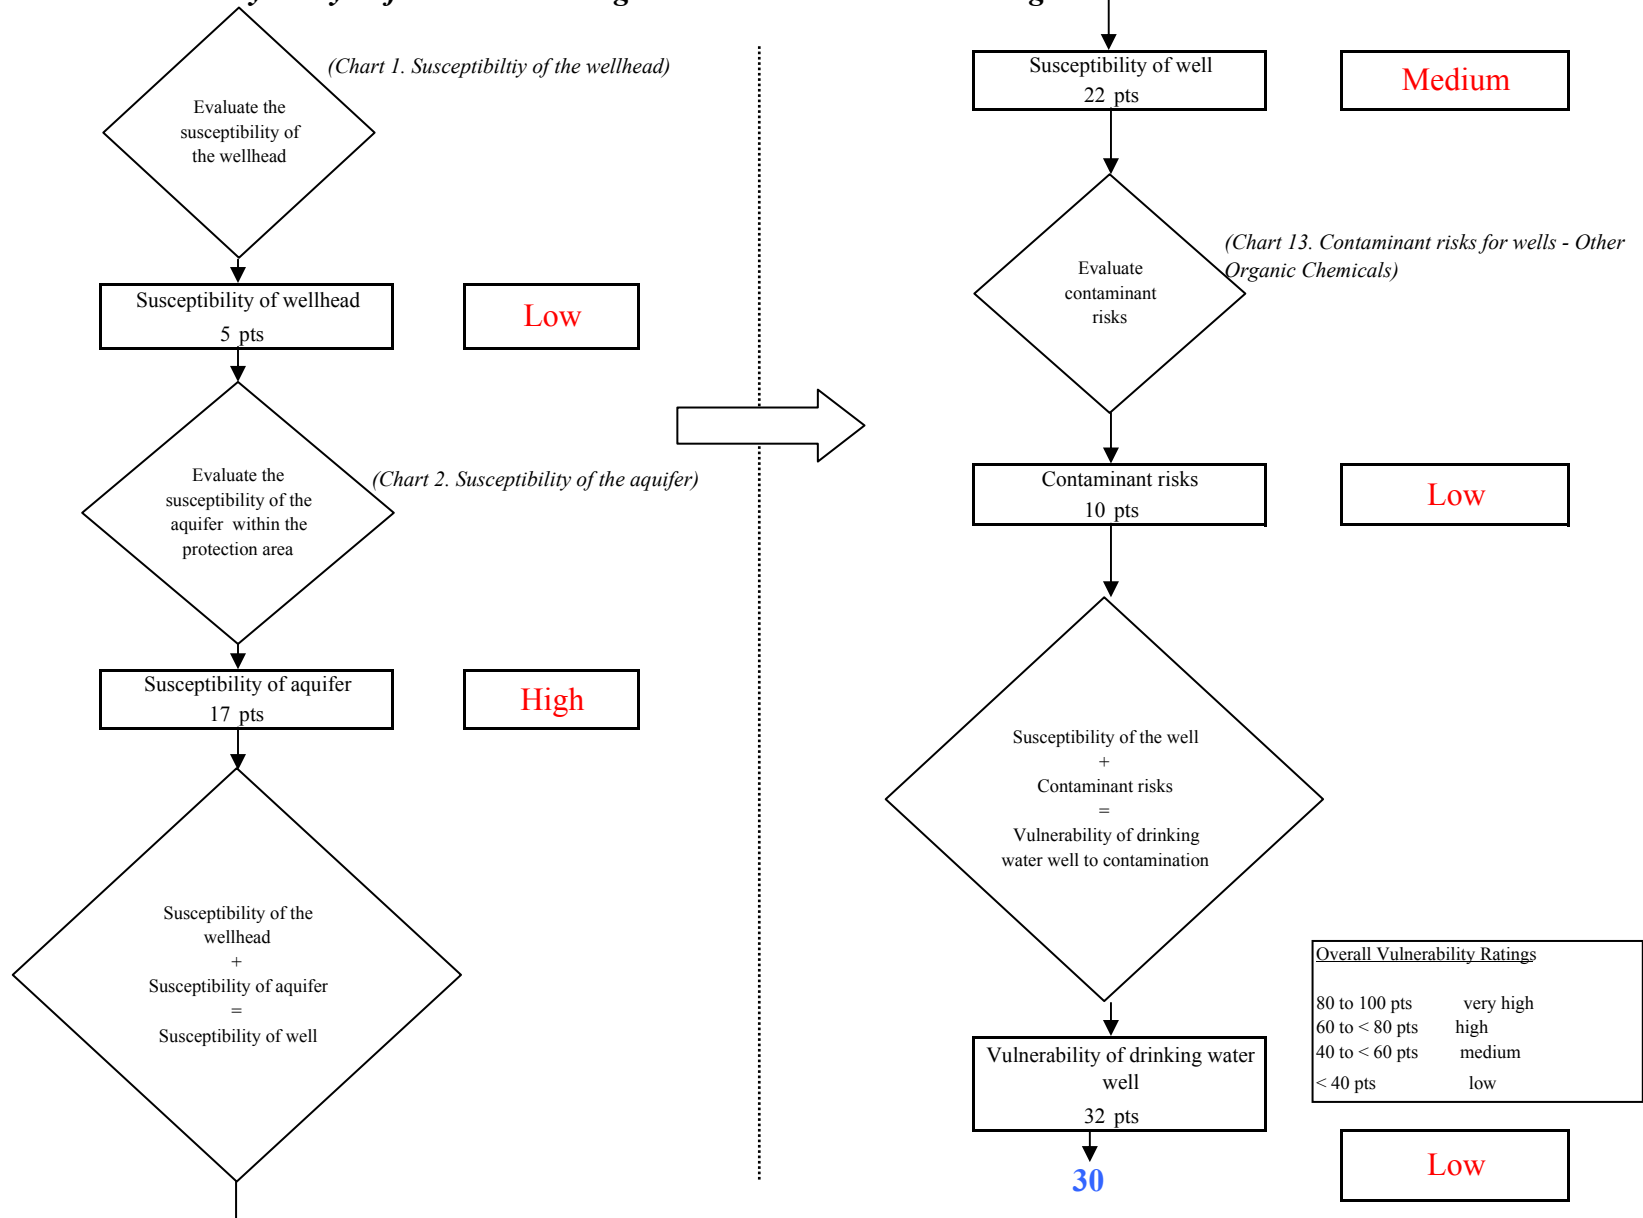 (Chart 1. Susceptibiltiy of the wellhead)
Evaluate the
susceptibility of
the wellhead
Susceptibility of wellhead
5 pts
Low
Evaluate the
susceptibility of the
aquifer within the
protection area
(Chart 2. Susceptibility of the aquifer)
Susceptibility of aquifer
17 pts
High
Susceptibility of the
wellhead
+
Susceptibility of aquifer
=
Susceptibility of well
Susceptibility of well
22 pts
Medium
Evaluate
contaminant
risks
(Chart 13. Contaminant risks for wells - Other
Organic Chemicals)
Contaminant risks
10 pts
Low
Susceptibility of the well
+
Contaminant risks
=
Vulnerability of drinking
water well to contamination
Overall Vulnerability Ratings
80 to 100 pts very high
60 to < 80 pts high
40 to < 60 pts medium
< 40 pts low
Vulnerability of drinking water
well
32 pts
30
Low